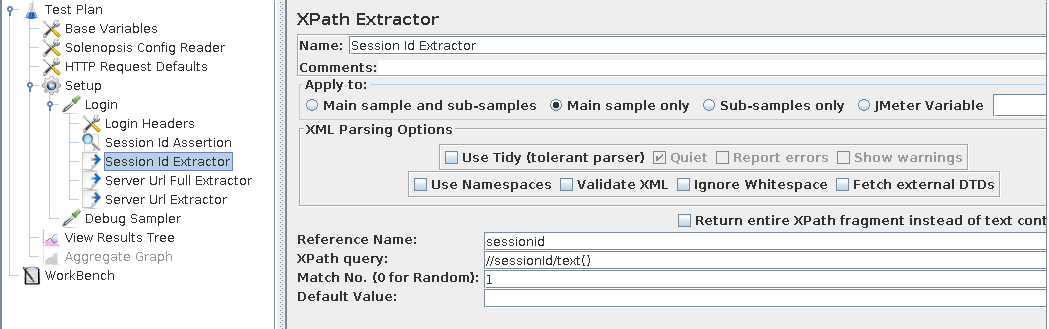 Test Plan
Base Variables
Solenopsis Config Reader
HTTP Request Defaults
Setup
Login
Login Headers
Session Id Assertion
Session Id Extractor
Server Url Full Extractor
Server Url Extractor
Debug Sampler
View Results Tree
Aggregate Graph
WorkBench
XPath Extractor
Name: Session Id Extractor
Comments:
Apply to:
Main sample and sub-samples Main sample only Sub-samples only JMeter Variable
XML Parsing Options
Use Tidy (tolerant parser) Quiet Report errors Show warnings
Use Namespaces Validate XML Ignore Whitespace Fetch external DTDs
Return entire XPath fragment instead of text cont
Reference Name: sessionid
XPath query: //sessionId/text()
Match No. (0 for Random): 1
Default Value: